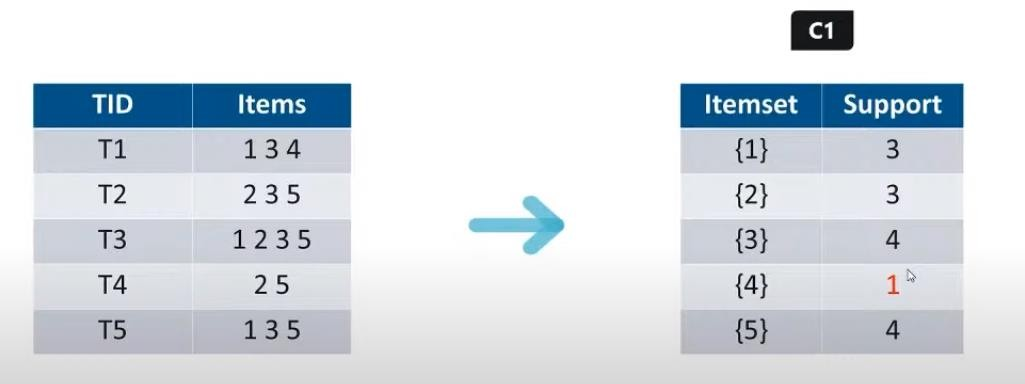 C1
TID Items
T1 1 3 4
T2 2 3 5
T3 1 2 3 5
T4 2 5
T5 1 3 5
Itemset Support
{1} 3
{2} 3
{3} 4
{4} 1
{5} 4